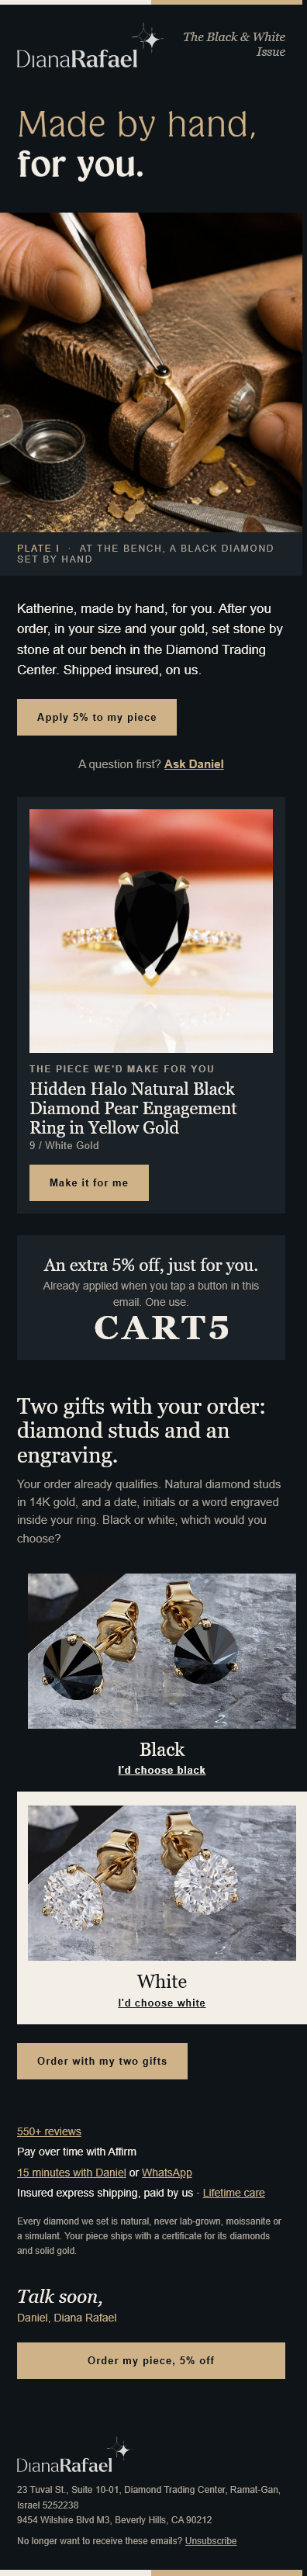 DianaRafael
The Black & White
Issue
Made by hand,
for you.
PLATE I · AT THE BENCH, A BLACK DIAMOND
SET BY HAND
Katherine, made by hand, for you. After you
order, in your size and your gold, set stone by
stone at our bench in the Diamond Trading
Center. Shipped insured, on us.
Apply 5% to my piece
A question first? Ask Daniel
THE PIECE WE'D MAKE FOR YOU
Hidden Halo Natural Black
Diamond Pear Engagement
Ring in Yellow Gold
9 / White Gold
Make it for me
An extra 5% off, just for you.
Already applied when you tap a button in this
email. One use.
CART5
Two gifts with your order:
diamond studs and an
engraving.
Your order already qualifies. Natural diamond studs
in 14K gold, and a date, initials or a word engraved
inside your ring. Black or white, which would you
choose?
Black
I'd choose black
White
I'd choose white
Order with my two gifts
550+ reviews
Pay over time with Affirm
15 minutes with Daniel or WhatsApp
Insured express shipping, paid by us · Lifetime care
Every diamond we set is natural, never lab-grown, moissanite or
a simulant. Your piece ships with a certificate for its diamonds
and solid gold.
Talk soon,
Daniel, Diana Rafael
Order my piece, 5% off
DianaRafael
23 Tuval St., Suite 10-01, Diamond Trading Center, Ramat-Gan,
Israel 5252238
9454 Wilshire Blvd M3, Beverly Hills, CA 90212
No longer want to receive these emails? Unsubscribe